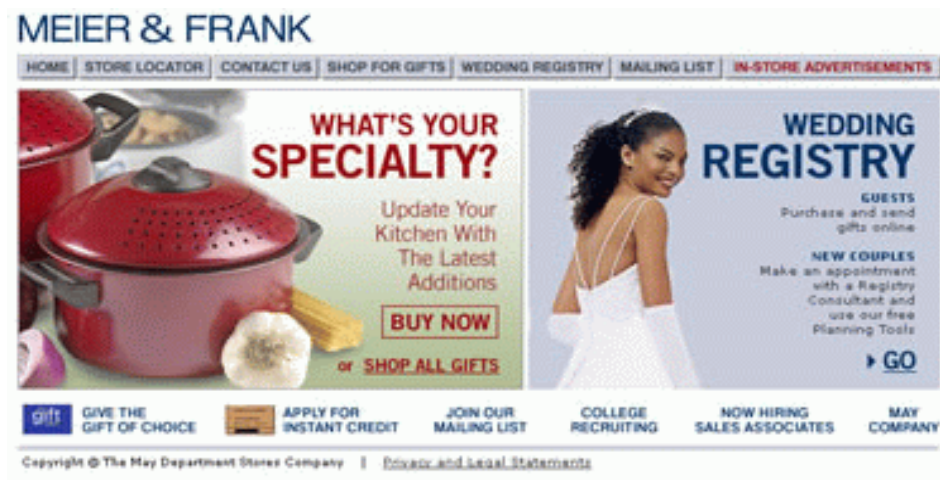 MEIER & FRANK
HOME STORE LOCATOR CONTACT US SHOP FOR GIFTS WEDDING REGISTRY MAILING LIST IN-STORE ADVERTISEMENTS
WHAT'S YOUR
SPECIALTY?
Update Your
Kitchen With
The Latest
Additions
BUY NOW
or SHOP ALL GIFTS
WEDDING
REGISTRY
GUESTS
Purchase and send
gifts online
NEW COUPLES
Make an appointment
with a Registry
Consultant and
use our free
Planning Tools
GO
gift
GIVE THE
GIFT OF CHOICE
APPLY FOR
INSTANT CREDIT
JOIN OUR
MAILING LIST
COLLEGE
RECRUITING
NOW HIRING
SALES ASSOCIATES
MAY
COMPANY
Copyright @ The May Department Stores Company | Privacy and Legal Statements